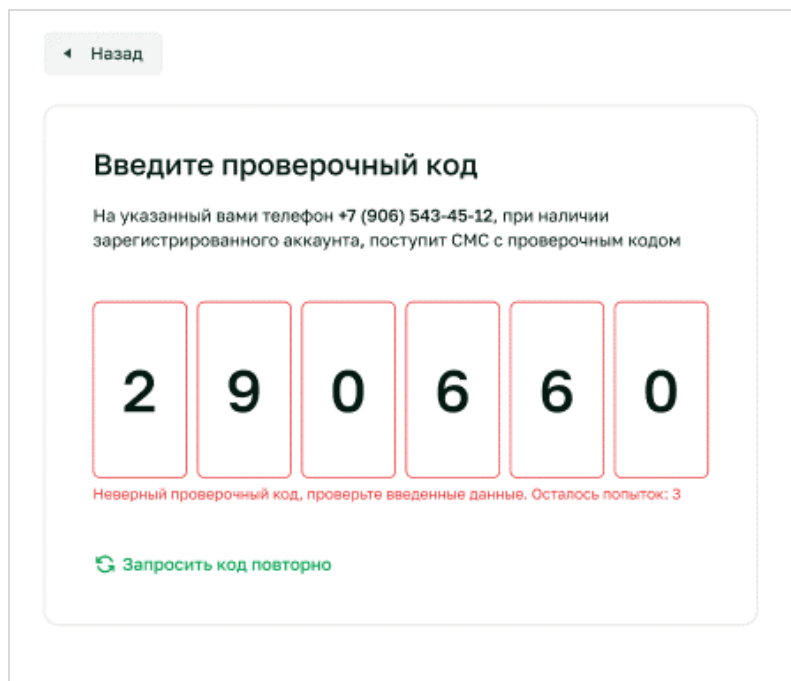 Назад
Введите проверочный код
На указанный вами телефон +7 (906) 543-45-12, при наличии
зарегистрированного аккаунта, поступит СМС с проверочным кодом
2 9 0 6 6 0
Неверный проверочный код, проверьте введенные данные. Осталось попыток: 3
Запросить код повторно